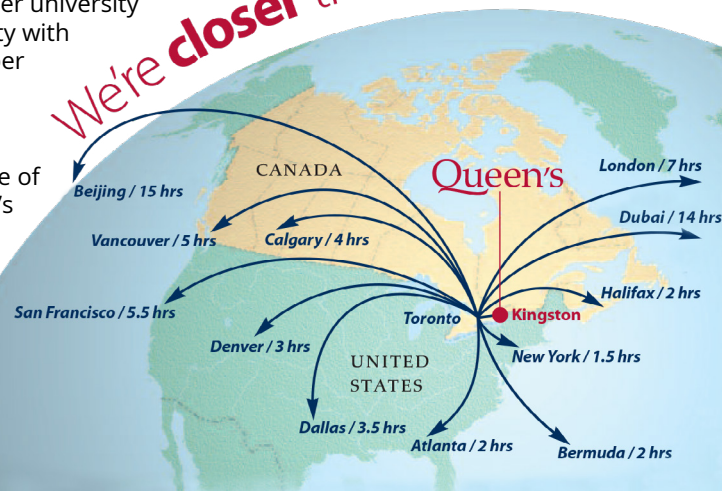 er university
ty with
er
We're closer
e of
's
CANADA
Queen's
London / 7 hrs
Beijing / 15 hrs
Dubai / 14 hrs
Vancouver / 5 hrs
Calgary / 4 hrs
Halifax / 2 hrs
San Francisco / 5.5 hrs
Toronto
Kingston
Denver / 3 hrs
New York / 1.5 hrs
UNITED
STATES
Dallas / 3.5 hrs
Atlanta / 2 hrs
Bermuda / 2 hrs